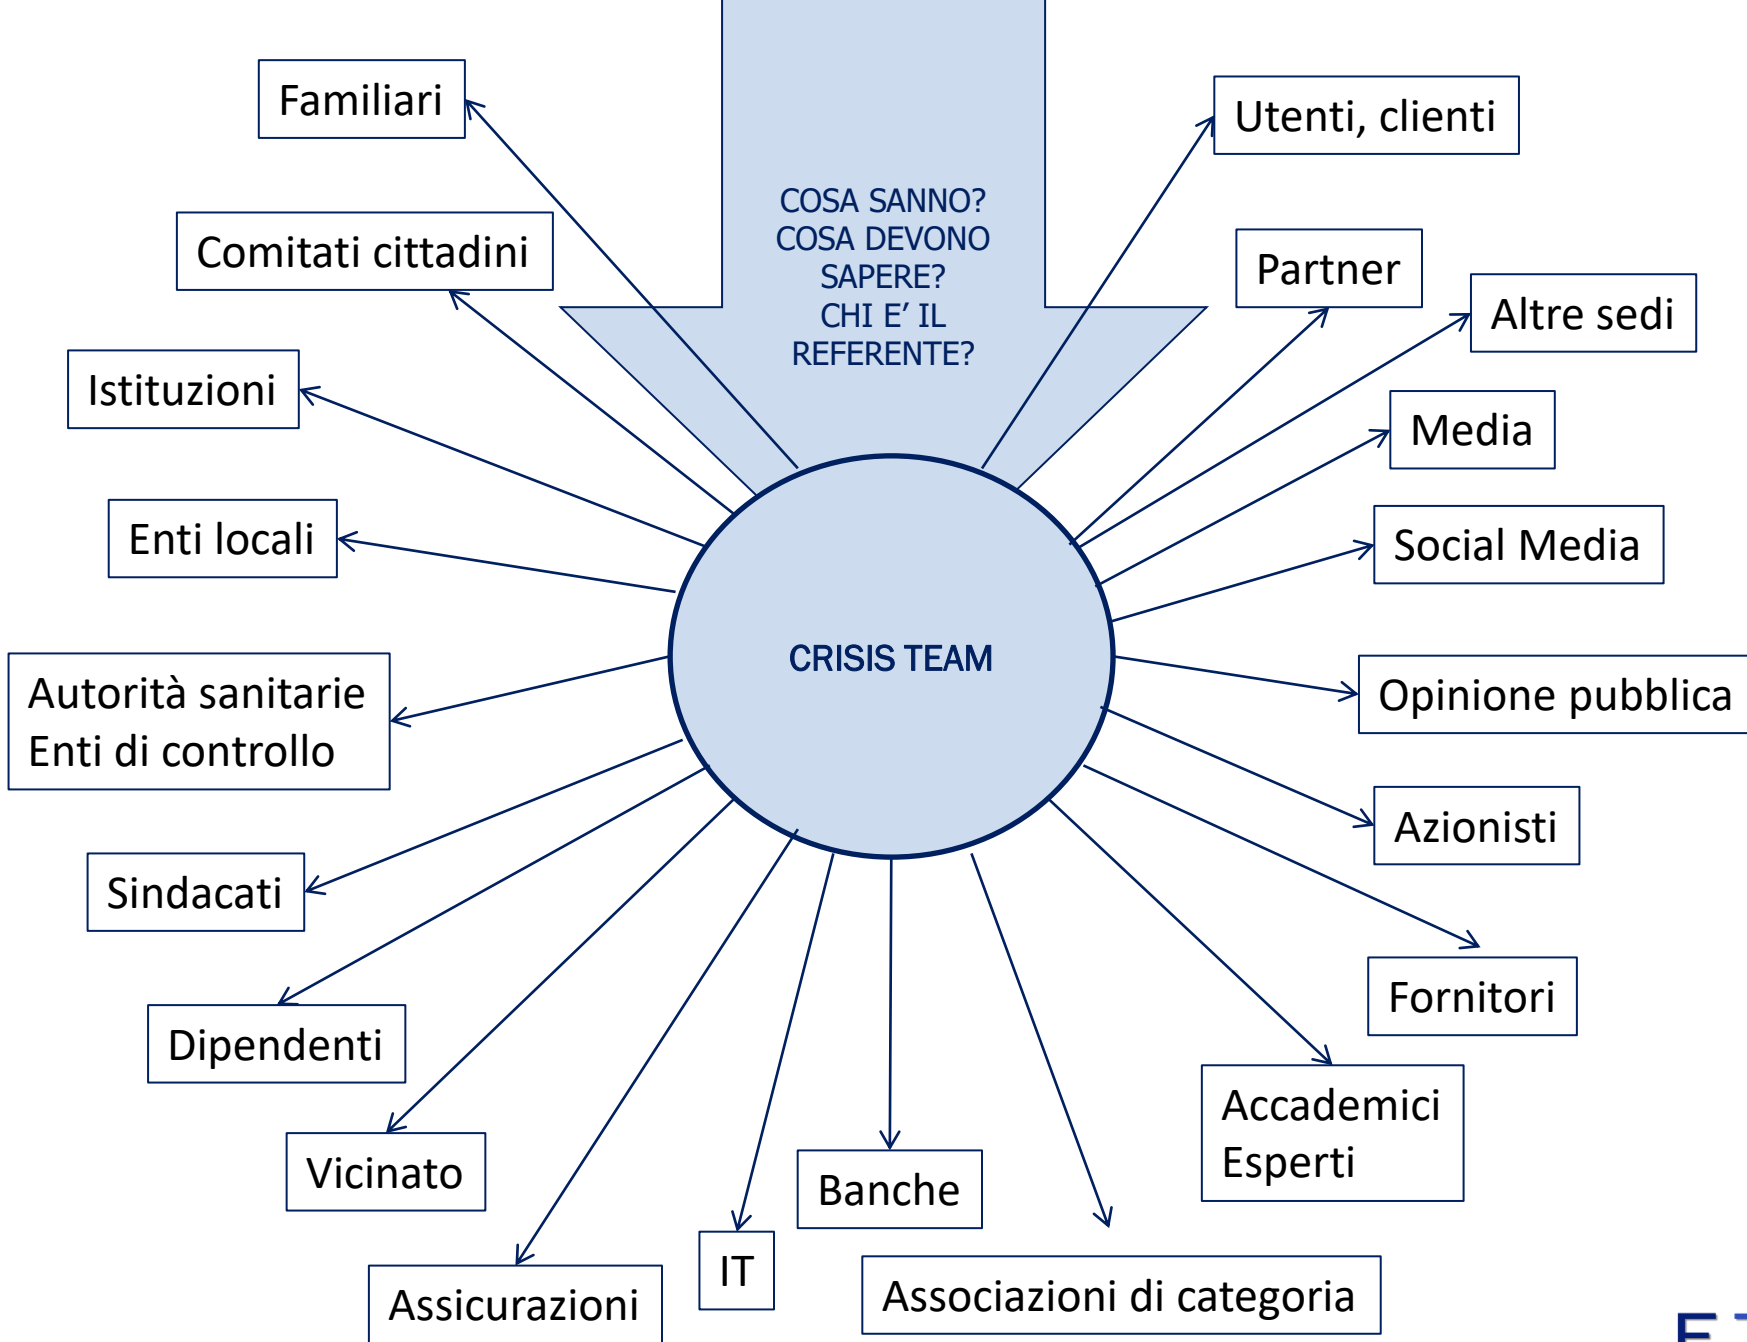 Familiari
Utenti, clienti
COSA SANNO?
COSA DEVONO
SAPERE?
CHI E’ IL
REFERENTE?
Comitati cittadini
Partner
Altre sedi
Istituzioni
Media
Enti locali
Social Media
CRISIS TEAM
Autorità sanitarie
Enti di controllo
Opinione pubblica
Azionisti
Sindacati
Fornitori
Dipendenti
Accademici
Esperti
Vicinato
Banche
IT
Assicurazioni
Associazioni di categoria